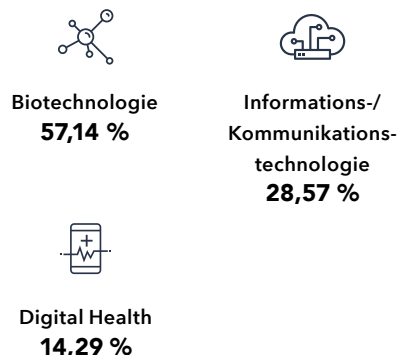 Biotechnologie
57,14 %
Informations-/
Kommunikations-
technologie
28,57 %
Digital Health
14,29 %